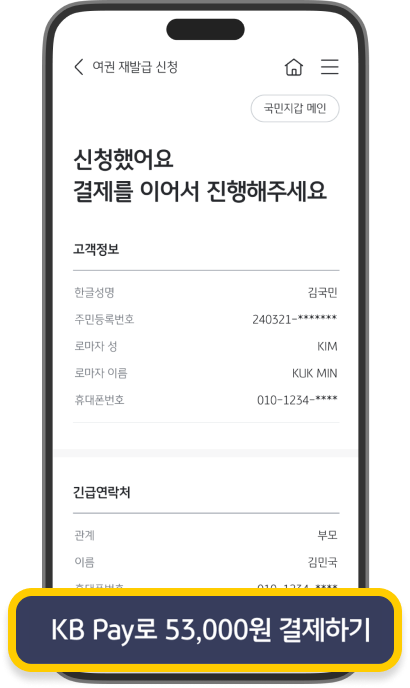 여권 재발급 신청
국민지갑 메인
신청했어요
결제를 이어서 진행해주세요
고객정보
한글성명 김국민
주민등록번호 240321-*******
로마자 성 KIM
로마자 이름 KUK MIN
휴대폰번호 010-1234-****
긴급연락처
관계 부모
이름 김민국
휴대폰번호 010-1234-****
KB Pay로 53,000원 결제하기